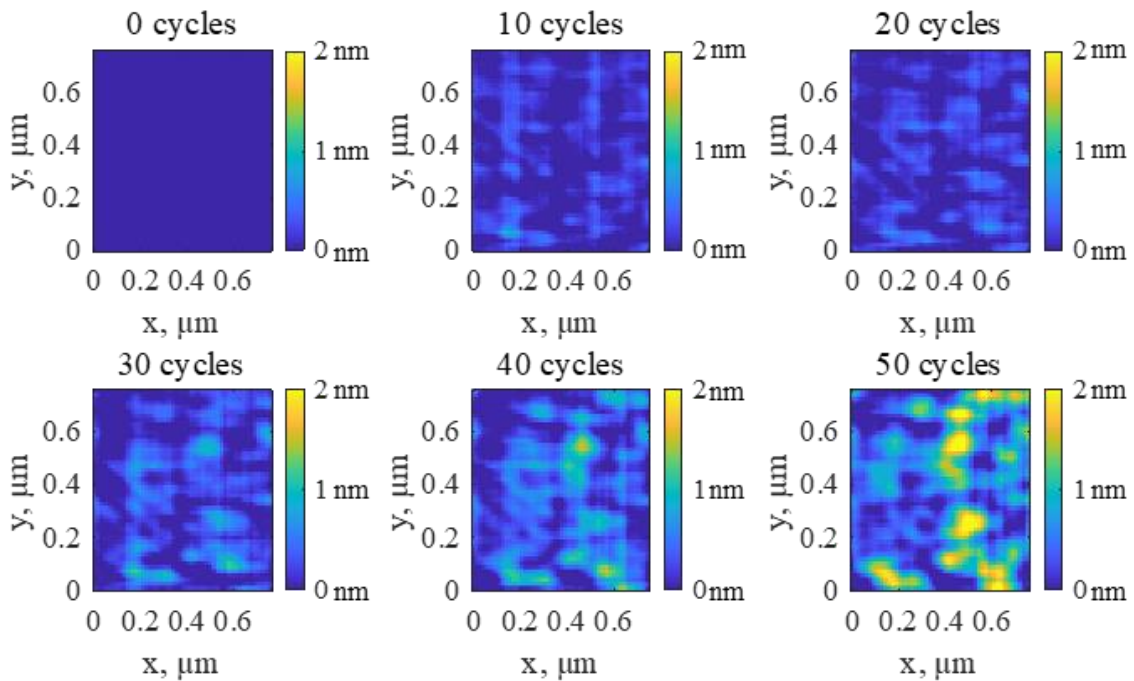 0 cycles
2 nm
1 nm
0 nm
0.6
0.4
0.2
0
y, μm
0 0.2 0.4 0.6
x, μm
10 cycles
2 nm
1 nm
0 nm
0.6
0.4
0.2
0
y, μm
0 0.2 0.4 0.6
x, μm
20 cycles
2 nm
1 nm
0 nm
0.6
0.4
0.2
0
y, μm
0 0.2 0.4 0.6
x, μm
30 cycles
2 nm
1 nm
0 nm
0.6
0.4
0.2
0
y, μm
0 0.2 0.4 0.6
x, μm
40 cycles
2 nm
1 nm
0 nm
0.6
0.4
0.2
0
y, μm
0 0.2 0.4 0.6
x, μm
50 cycles
2 nm
1 nm
0 nm
0.6
0.4
0.2
0
y, μm
0 0.2 0.4 0.6
x, μm